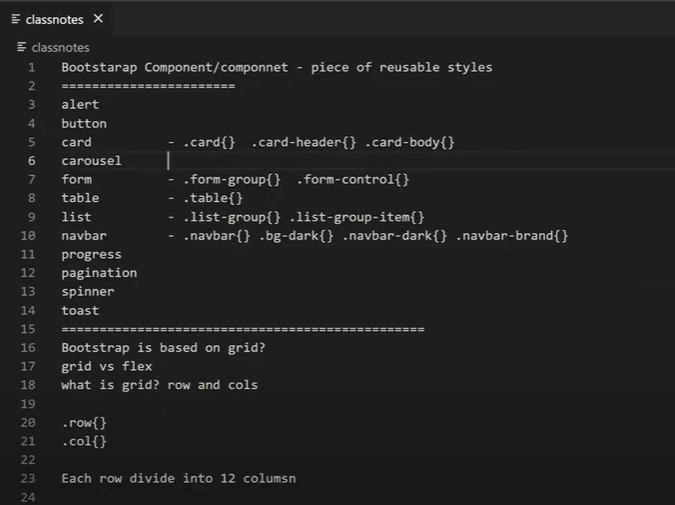 classnotes ×
classnotes
1 Bootstarap Component/componnet - piece of reusable styles
2 =======================
3 alert
4 button
5 card - .card{} .card-header{} .card-body{}
6 carousel
7 form - .form-group{} .form-control{}
8 table - .table{}
9 list - .list-group{} .list-group-item{}
10 navbar - .navbar{} .bg-dark{} .navbar-dark{} .navbar-brand{}
11 progress
12 pagination
13 spinner
14 toast
15 ================================================
16 Bootstrap is based on grid?
17 grid vs flex
18 what is grid? row and cols
19
20 .row{}
21 .col{}
22
23 Each row divide into 12 columsn
24